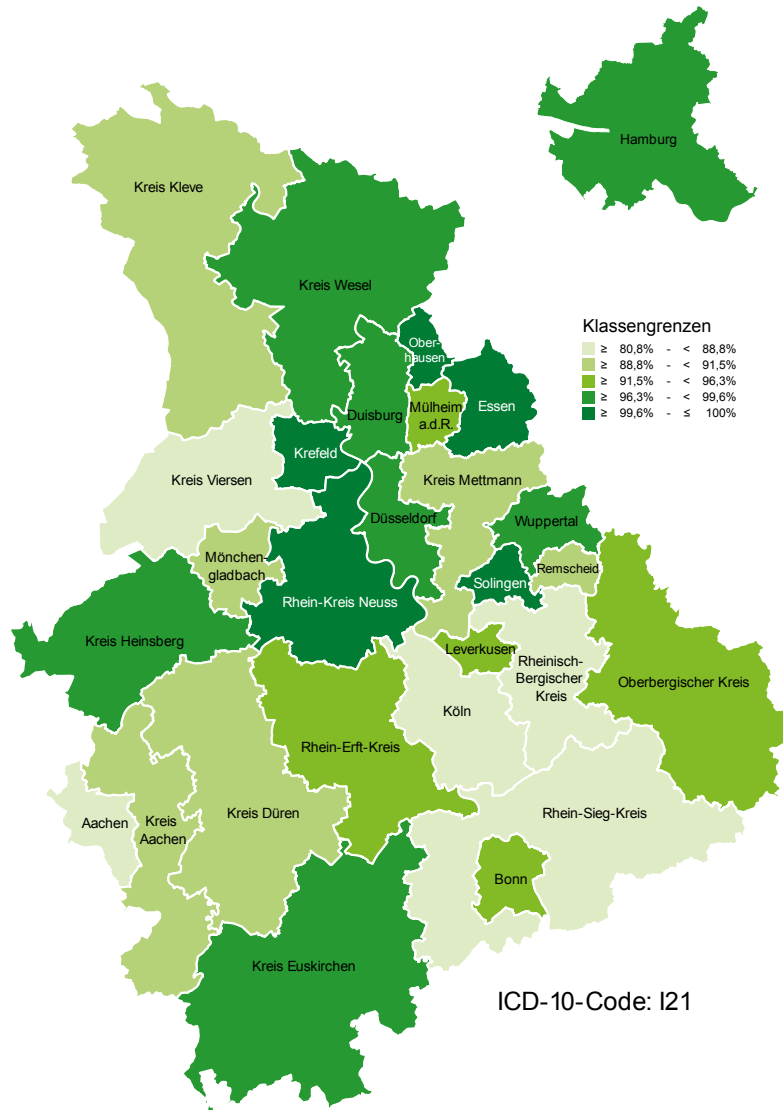 Hamburg
Kreis Kleve
Kreis Wesel
Klassengrenzen
≥ 80,8% - < 88,8%
≥ 88,8% - < 91,5%
≥ 91,5% - < 96,3%
≥ 96,3% - < 99,6%
≥ 99,6% - ≤ 100%
Ober-
hausen
Essen
Duisburg
Mülheim
a.d.R.
Krefeld
Kreis Viersen
Kreis Mettmann
Düsseldorf
Wuppertal
Mönchen-
gladbach
Remscheid
Solingen
Rhein-Kreis Neuss
Kreis Heinsberg
Leverkusen
Rheinisch-
Bergischer
Kreis
Oberbergischer Kreis
Köln
Rhein-Erft-Kreis
Kreis Düren
Rhein-Sieg-Kreis
Aachen
Kreis
Aachen
Bonn
Kreis Euskirchen
ICD-10-Code: I21